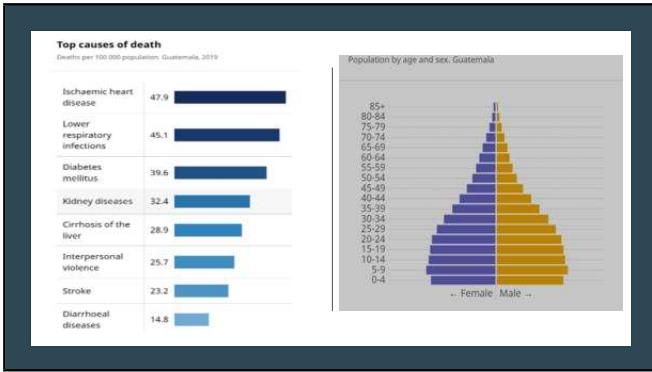 Top causes of death
Deaths per 100 000 population. Guatemala, 2019
Ischaemic heart
disease
47.9
Lower
respiratory
infections
45.1
Diabetes
mellitus
39.6
Kidney diseases 32.4
Cirrhosis of the
liver
28.9
Interpersonal
violence
25.7
Stroke 23.2
Diarrhoeal
diseases
14.8
Population by age and sex. Guatemala
85+
80-84
75-79
70-74
65-69
60-64
55-59
50-54
45-49
40-44
35-39
30-34
25-29
20-24
15-19
10-14
5-9
0-4
← Female Male →